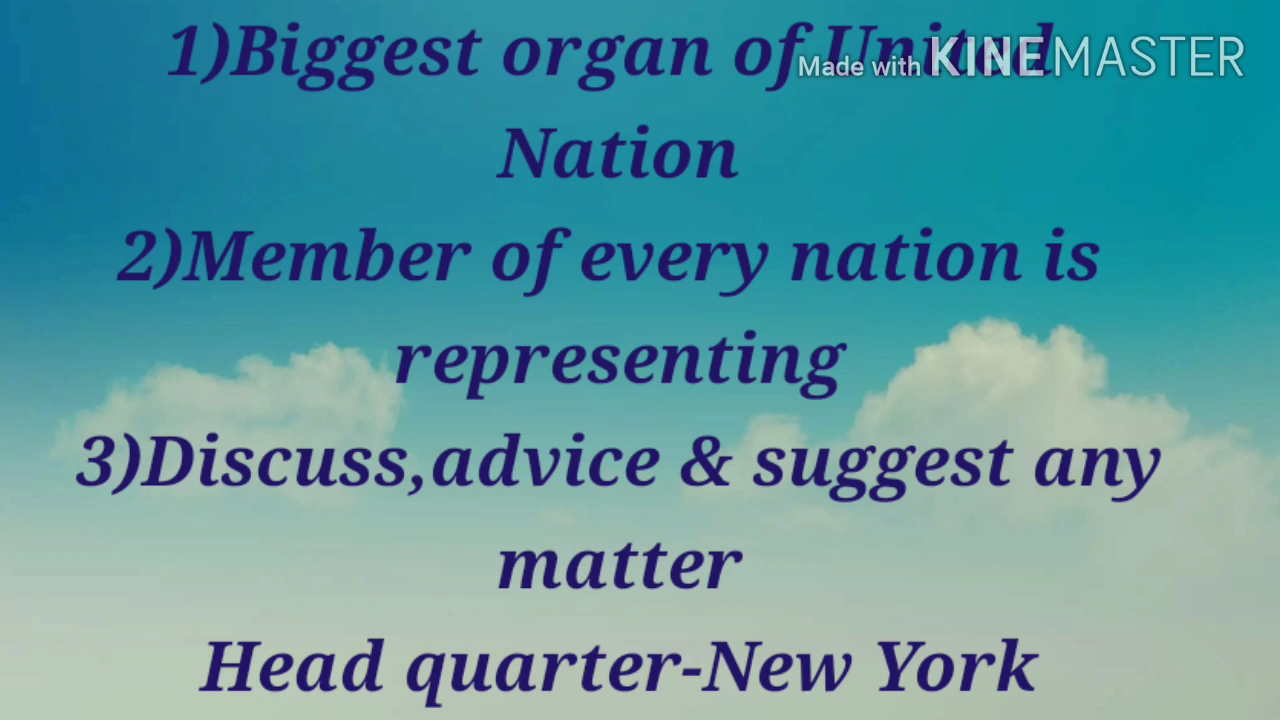 1)Biggest organ of United
Made with KINEMASTER
Nation
2)Member of every nation is
representing
3)Discuss,advice & suggest any
matter
Head quarter-New York